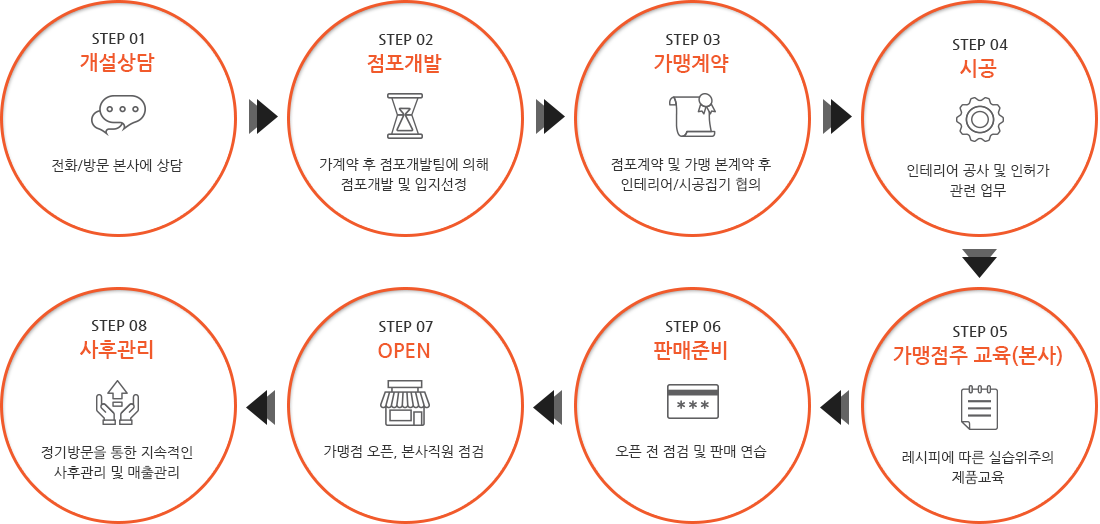 STEP 01
개설상담
전화/방문 본사에 상담
STEP 02
점포개발
가계약 후 점포개발팀에 의해
점포개발 및 입지선정
STEP 03
가맹계약
점포계약 및 가맹 본계약 후
인테리어/시공집기 협의
STEP 04
시공
인테리어 공사 및 인허가
관련 업무
STEP 05
가맹점주 교육(본사)
레시피에 따른 실습위주의
제품교육
STEP 06
판매준비
***
오픈 전 점검 및 판매 연습
STEP 07
OPEN
가맹점 오픈, 본사직원 점검
STEP 08
사후관리
정기방문을 통한 지속적인
사후관리 및 매출관리